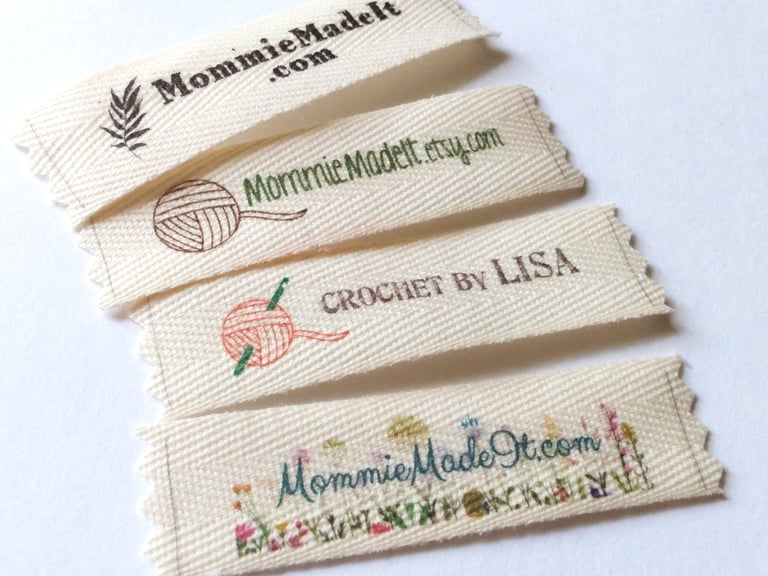 MommieMadeIt
.com
MommieMadeIt.etsy.com
CROCHET BY LISA
MommieMadeIt.com